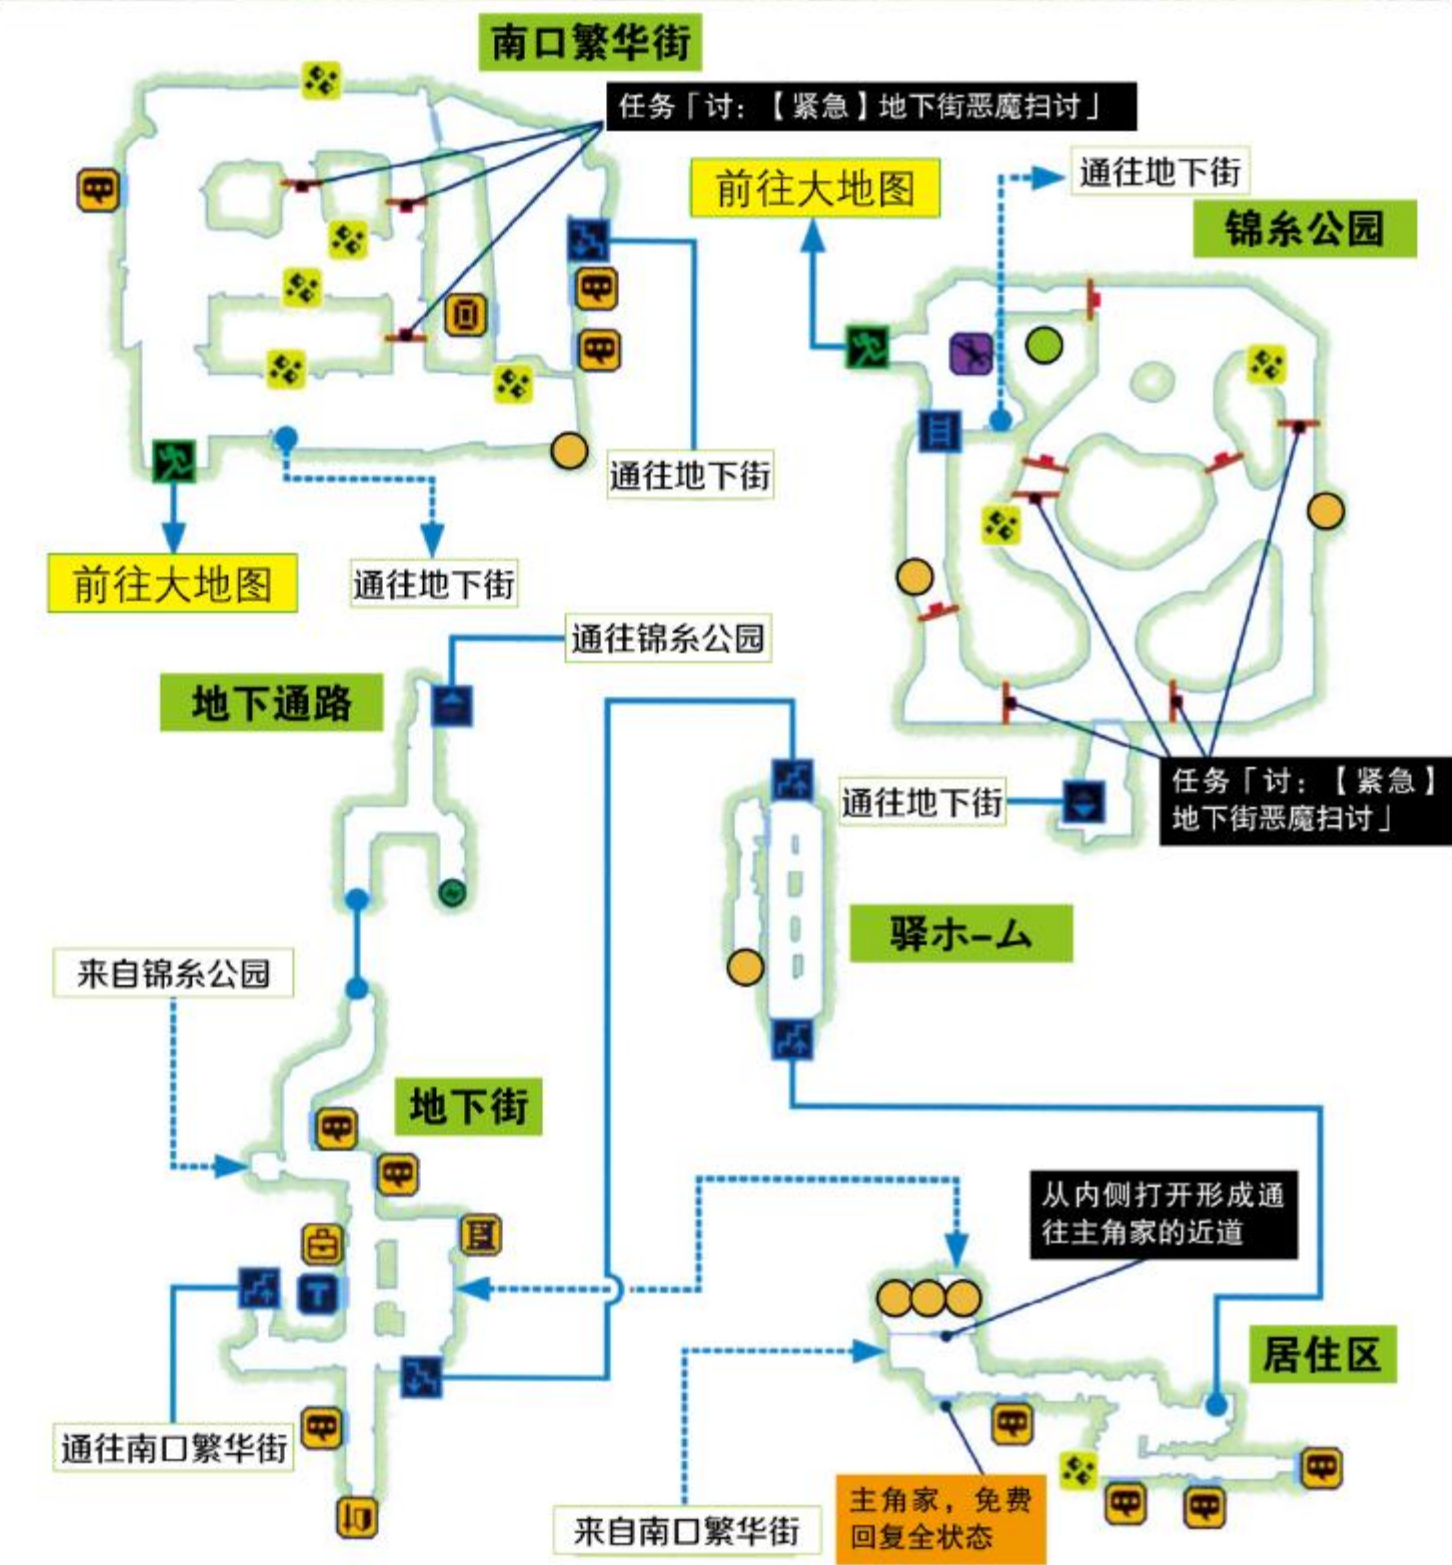 南口繁华街
任务「讨：【紧急】地下街恶魔扫讨」
前往大地图
通往地下街
锦糸公园
通往地下街
前往大地图
通往地下街
通往锦糸公园
地下通路
通往地下街
任务「讨：【紧急】
地下街恶魔扫讨」
驿ホーム
来自锦糸公园
地下街
从内侧打开形成通
往主角家的近道
居住区
通往南口繁华街
主角家，免费
回复全状态
来自南口繁华街